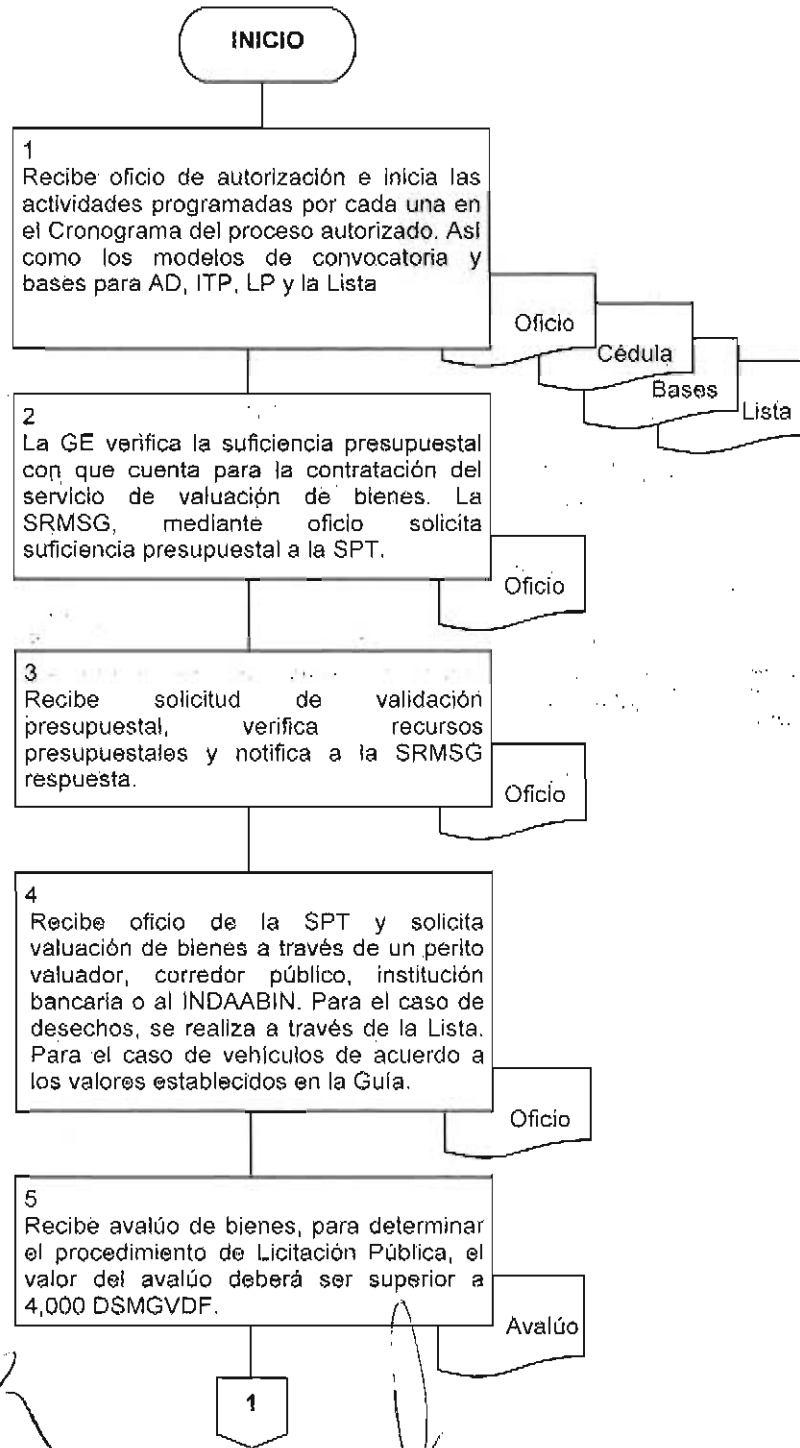 INICIO
1
Recibe oficio de autorización e inicia las
actividades programadas por cada una en
el Cronograma del proceso autorizado. Así
como los modelos de convocatoria y
bases para AD, ITP, LP y la Lista
Oficio
Cédula
Bases
Lista
2
La GE verifica la suficiencia presupuestal
con que cuenta para la contratación del
servicio de valuación de bienes. La
SRMSG, mediante oficio solicita
suficiencia presupuestal a la SPT.
Oficio
3
Recibe solicitud de validación
presupuestal, verifica recursos
presupuestales y notifica a la SRMSG
respuesta.
Oficio
4
Recibe oficio de la SPT y solicita
valuación de bienes a través de un perito
valuador, corredor público, institución
bancaria o al INDAABIN. Para el caso de
desechos, se realiza a través de la Lista.
Para el caso de vehículos de acuerdo a
los valores establecidos en la Guía.
Oficio
5
Recibe avalúo de bienes, para determinar
el procedimiento de Licitación Pública, el
valor del avalúo deberá ser superior a
4,000 DSMGVDF.
Avalúo
1